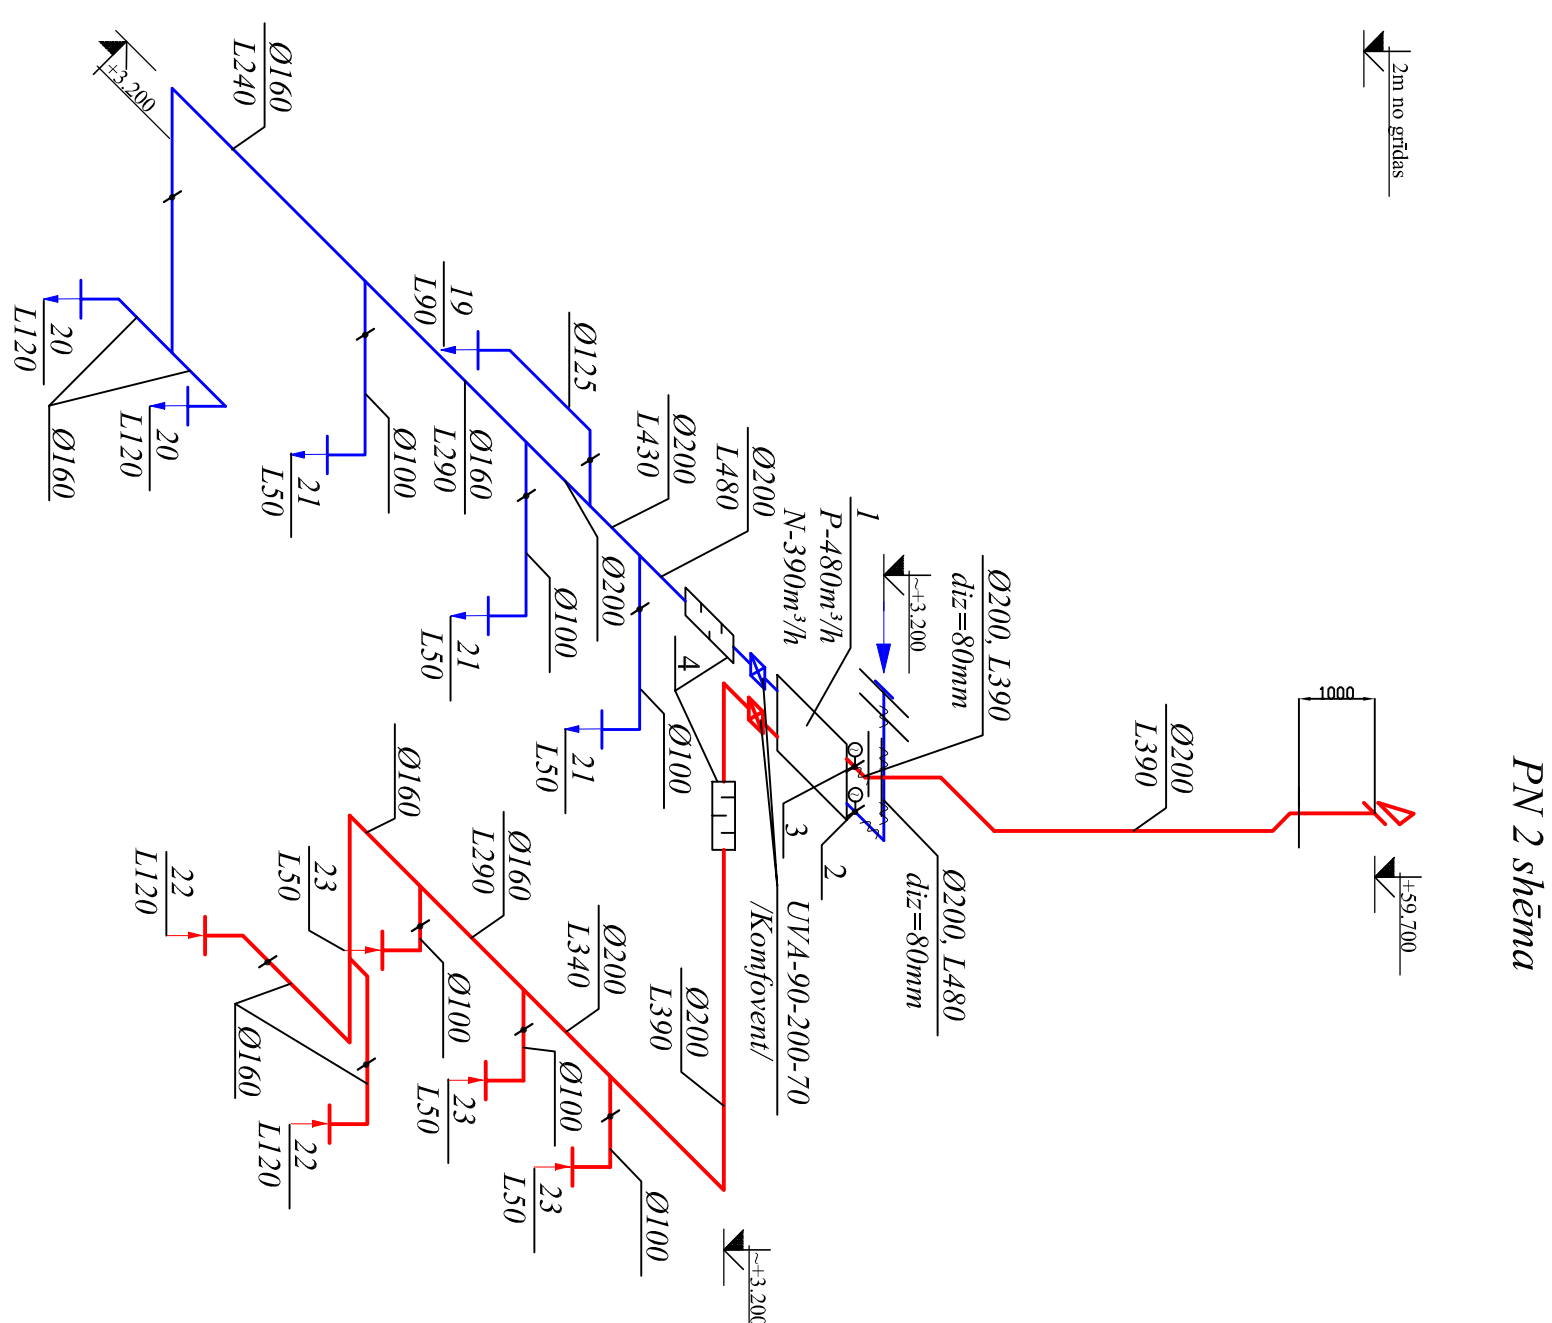 PN 2 shēma
2m no grīdas
+59.700
1000
Ø200
L390
Ø200, L390
diz=80mm
~+3.200
Ø200, L480
diz=80mm
1
P-480m³/h
N-390m³/h
2
3
UVA-90-200-70
/Komfovent/
4
Ø200
L480
Ø200
L430
Ø200
Ø125
19
L90
Ø160
L290
Ø160
L240
+3.200
Ø100
21
L50
Ø100
21
L50
Ø100
21
L50
20
L120
20
L120
Ø160
~+3.200
Ø200
L390
Ø200
L340
Ø160
L290
Ø160
Ø100
23
L50
Ø100
23
L50
Ø100
23
L50
22
L120
22
L120
Ø160